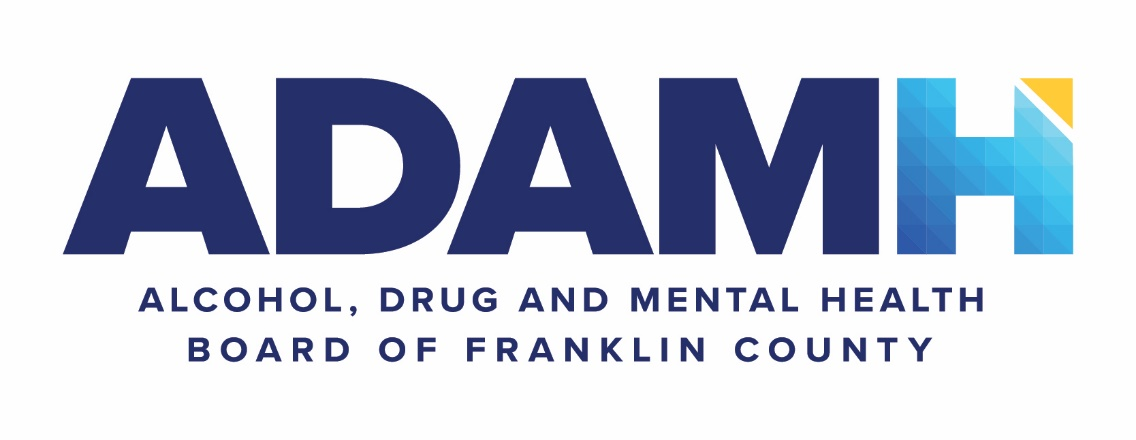 ADAMH
ALCOHOL, DRUG AND MENTAL HEALTH
BOARD OF FRANKLIN COUNTY